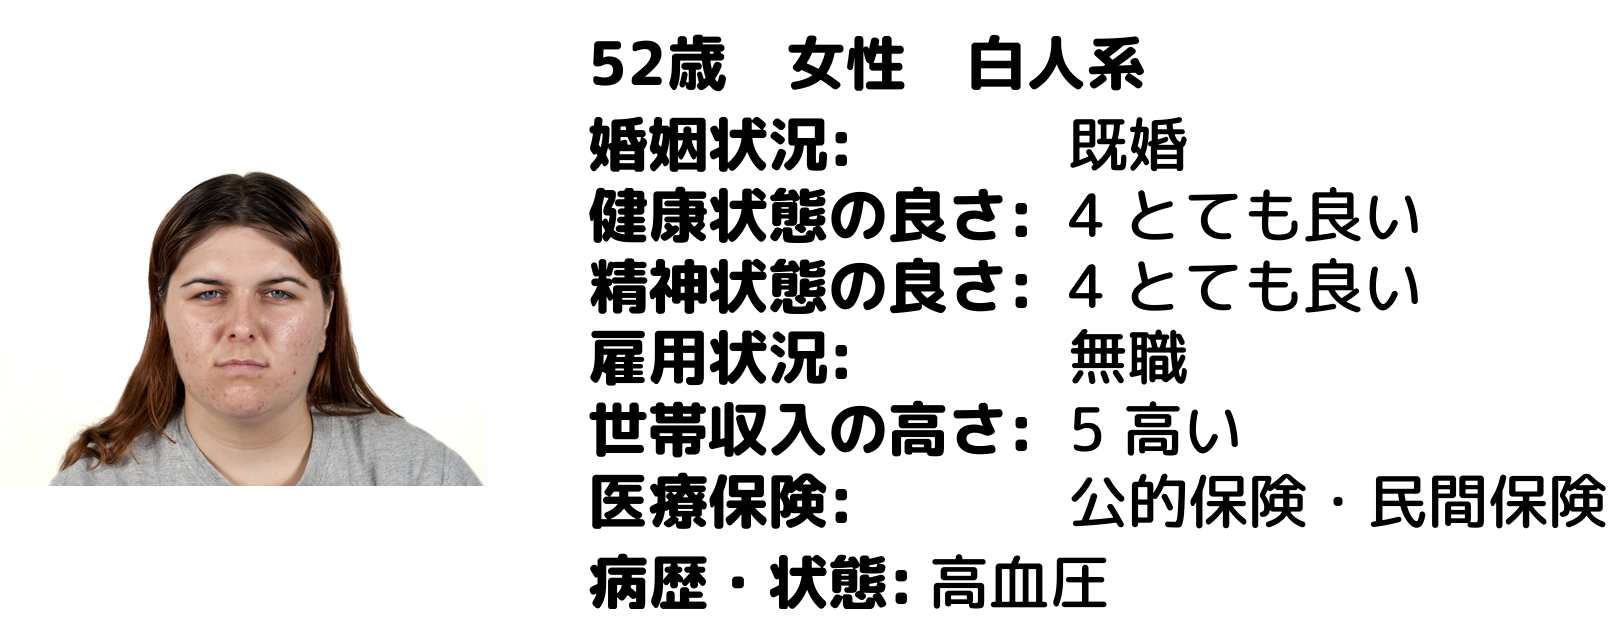 52歳　女性　白人系
婚姻状況: 既婚
健康状態の良さ: 4 とても良い
精神状態の良さ: 4 とても良い
雇用状況: 無職
世帯収入の高さ: 5 高い
医療保険: 公的保険・民間保険
病歴・状態: 高血圧